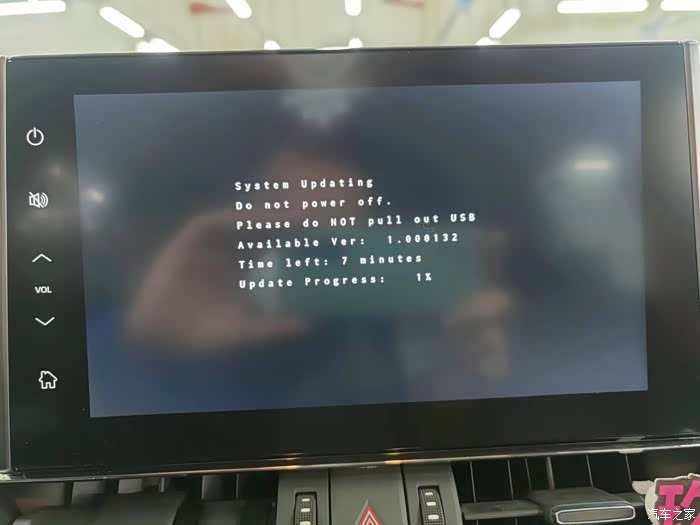 System Updating
Do not power off.
Please do NOT pull out USB
Available Ver: 1.000132
Time left: 7 minutes
Update Progress: 1%
VOL
汽车之家